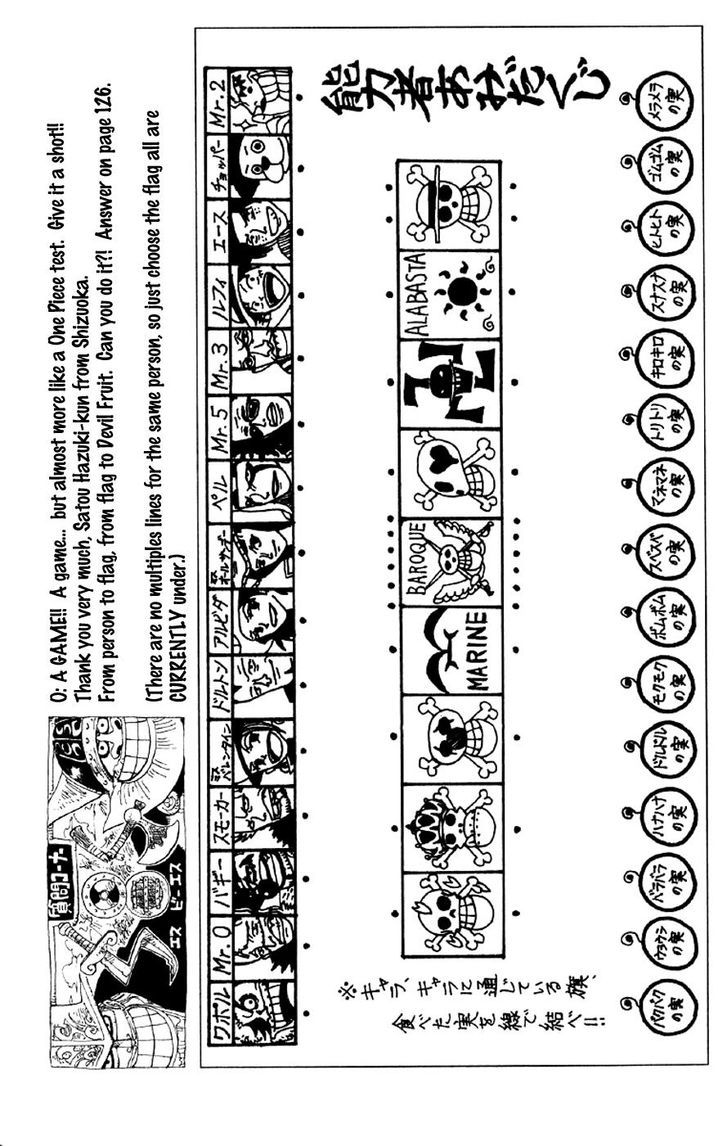 質問コーナー
エス ビー エス
O: A GAME!! A game... but almost more like a One Piece test. Give it a shot!!
Thank you very much, Satou Hazuki-kun from Shizuoka.
From person to flag, from flag to Devil Fruit. Can you do it?! Answer on page 126.
(There are no multiples lines for the same person, so just choose the flag all are
CURRENTLY under.)
ワポル
Mr. 0
バギー
スモーカー
ミス バレンタイン
ドルトン
アルビダ
ミス オールサンデー
ペル
Mr. 5
Mr. 3
ルフィ
エース
チョッパー
Mr. 2
能力者あみだくじ
※キャラ、キャラに通じている旗、
食べた実を線で結べ!!
MARINE
BAROQUE
ALABASTA
バクバクの実
ウシウシの実
バラバラの実
ハナハナの実
ドルドルの実
モクモクの実
ボムボムの実
スベスベの実
マネマネの実
トリトリの実
キロキロの実
スナスナの実
ヒトヒトの実
ゴムゴムの実
メラメラの実